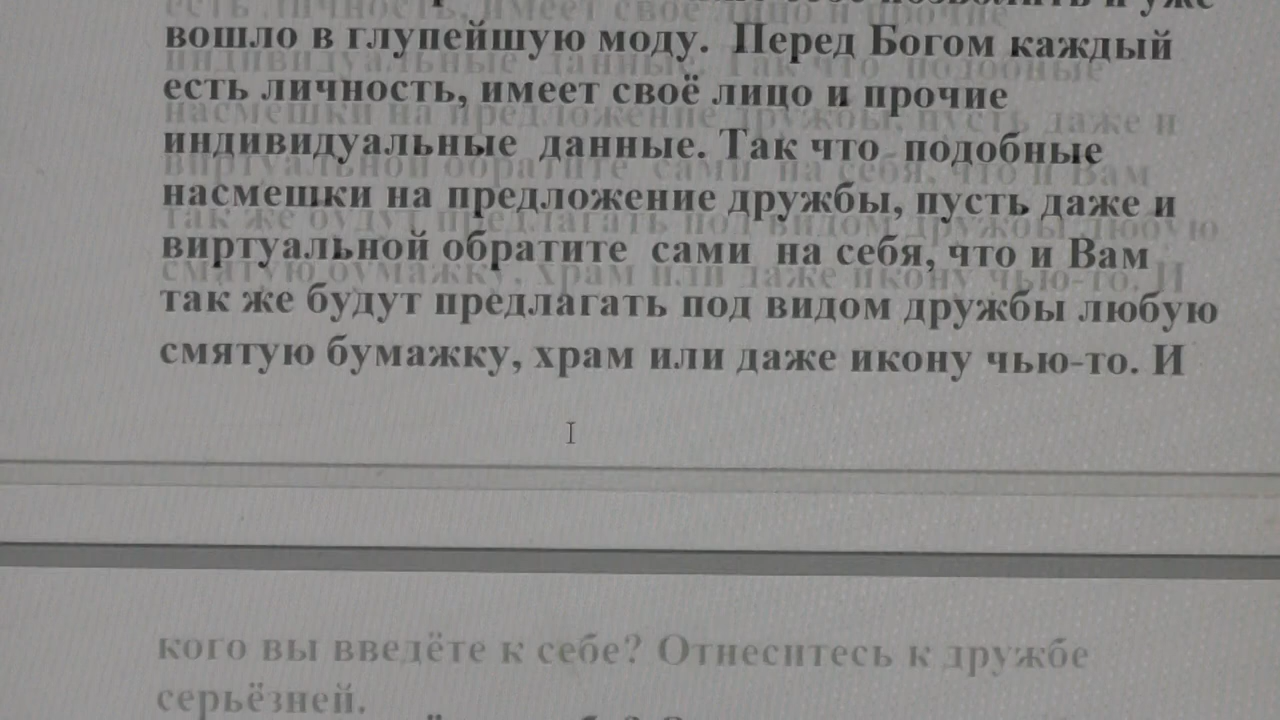 вошло в глупейшую моду. Перед Богом каждый
есть личность, имеет своё лицо и прочие
индивидуальные данные. Так что подобные
насмешки на предложение дружбы, пусть даже и
виртуальной обратите сами на себя, что и Вам
так же будут предлагать под видом дружбы любую
смятую бумажку, храм или даже икону чью-то. И
кого вы введёте к себе? Отнеситесь к дружбе
серьёзней.